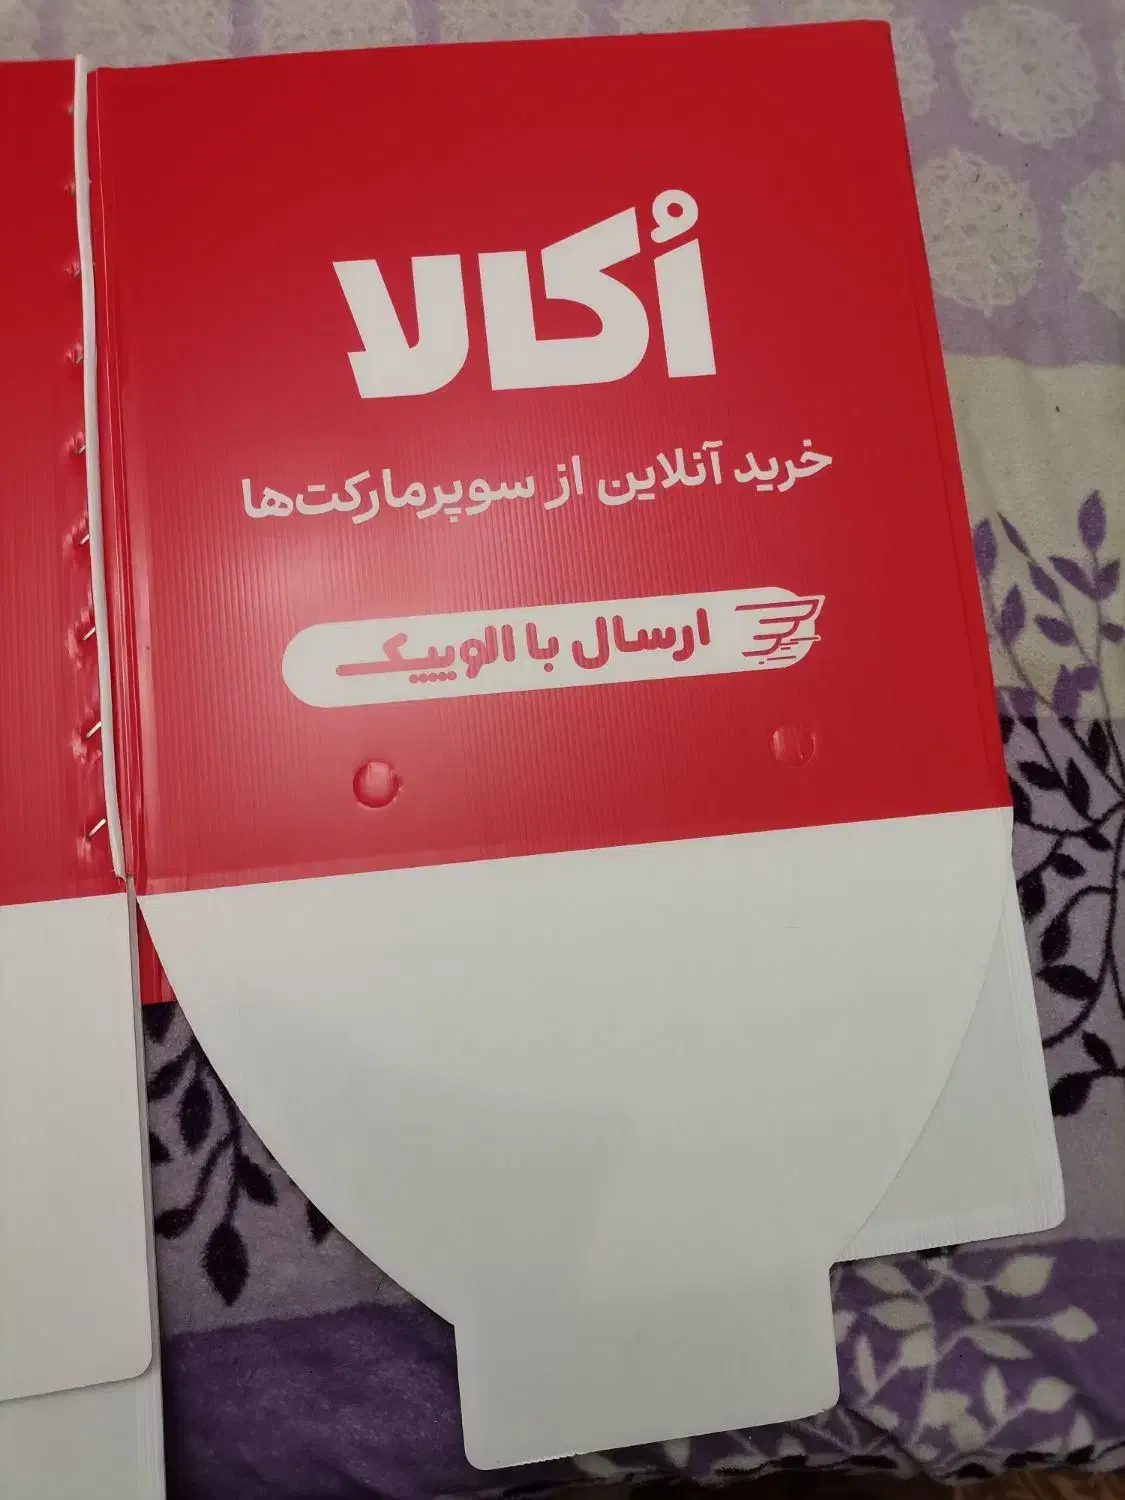 اُکالا
خرید آنلاین از سوپرمارکت‌ها
ارسال با الوپیک